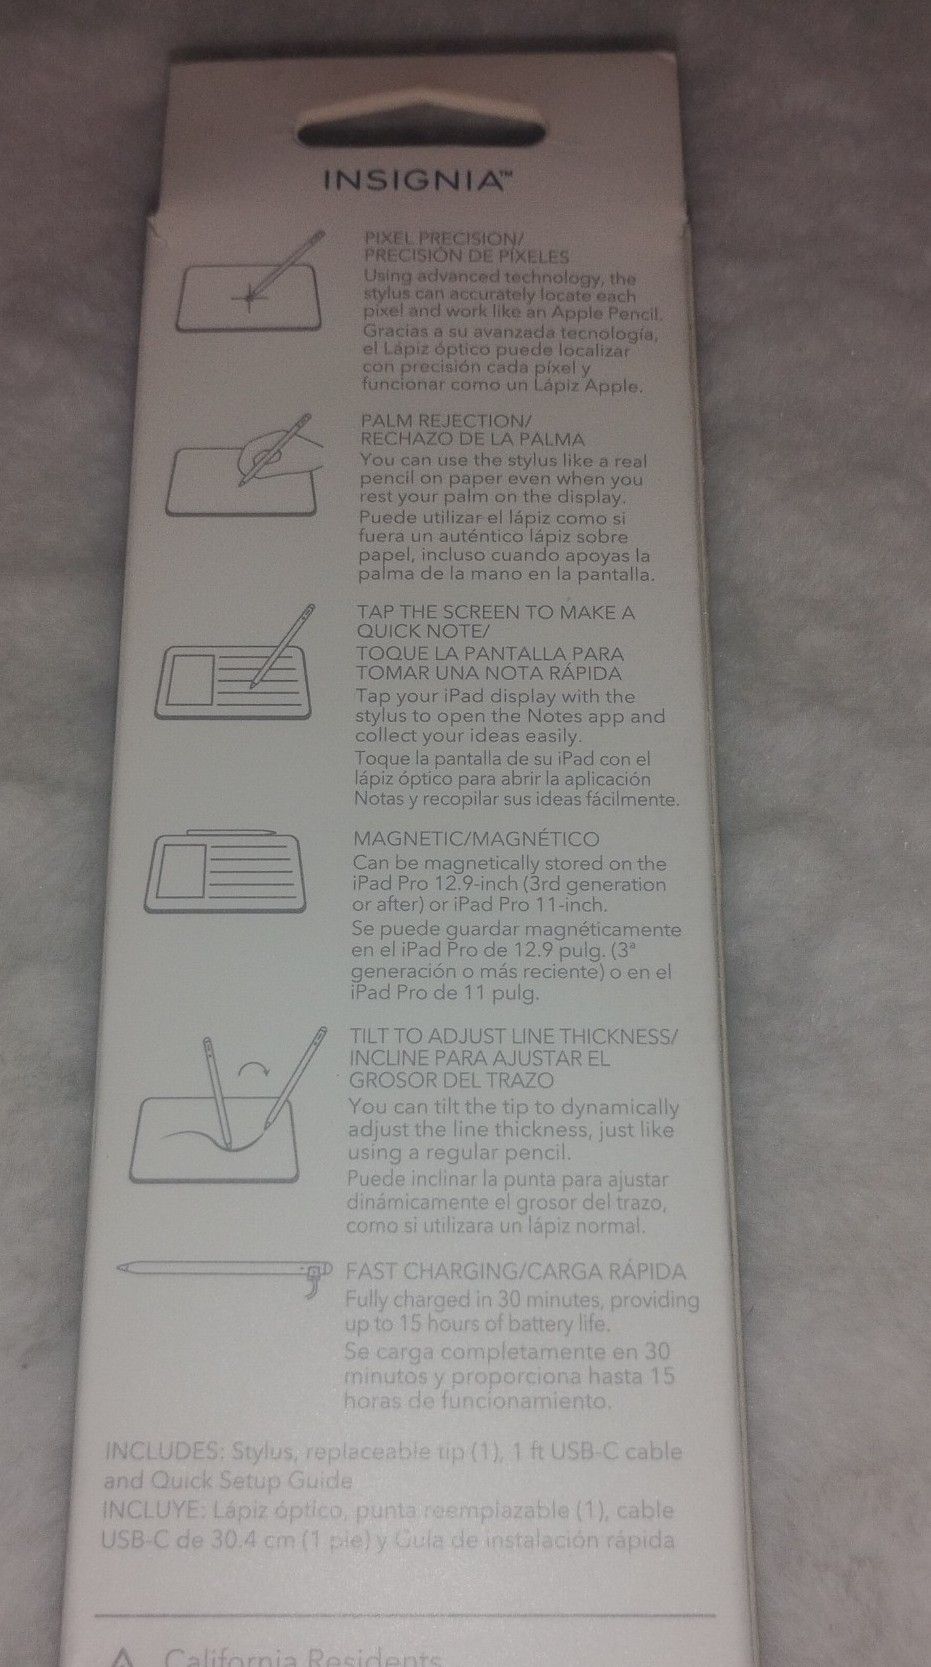 INSIGNIA™
PIXEL PRECISION/
PRECISIÓN DE PÍXELES
Using advanced technology, the
stylus can accurately locate each
pixel and work like an Apple Pencil.
Gracias a su avanzada tecnología,
el Lápiz óptico puede localizar
con precisión cada píxel y
funcionar como un Lápiz Apple.
PALM REJECTION/
RECHAZO DE LA PALMA
You can use the stylus like a real
pencil on paper even when you
rest your palm on the display.
Puede utilizar el lápiz como si
fuera un auténtico lápiz sobre
papel, incluso cuando apoyas la
palma de la mano en la pantalla.
TAP THE SCREEN TO MAKE A
QUICK NOTE/
TOQUE LA PANTALLA PARA
TOMAR UNA NOTA RÁPIDA
Tap your iPad display with the
stylus to open the Notes app and
collect your ideas easily.
Toque la pantalla de su iPad con el
lápiz óptico para abrir la aplicación
Notas y recopilar sus ideas fácilmente.
MAGNETIC/MAGNÉTICO
Can be magnetically stored on the
iPad Pro 12.9-inch (3rd generation
or after) or iPad Pro 11-inch.
Se puede guardar magnéticamente
en el iPad Pro de 12.9 pulg. (3ª
generación o más reciente) o en el
iPad Pro de 11 pulg.
TILT TO ADJUST LINE THICKNESS/
INCLINE PARA AJUSTAR EL
GROSOR DEL TRAZO
You can tilt the tip to dynamically
adjust the line thickness, just like
using a regular pencil.
Puede inclinar la punta para ajustar
dinámicamente el grosor del trazo,
como si utilizara un lápiz normal.
FAST CHARGING/CARGA RÁPIDA
Fully charged in 30 minutes, providing
up to 15 hours of battery life.
Se carga completamente en 30
minutos y proporciona hasta 15
horas de funcionamiento.
INCLUDES: Stylus, replaceable tip (1), 1 ft USB-C cable
and Quick Setup Guide
INCLUYE: Lápiz óptico, punta reemplazable (1), cable
USB-C de 30.4 cm (1 pie) y Guía de instalación rápida
California Residents